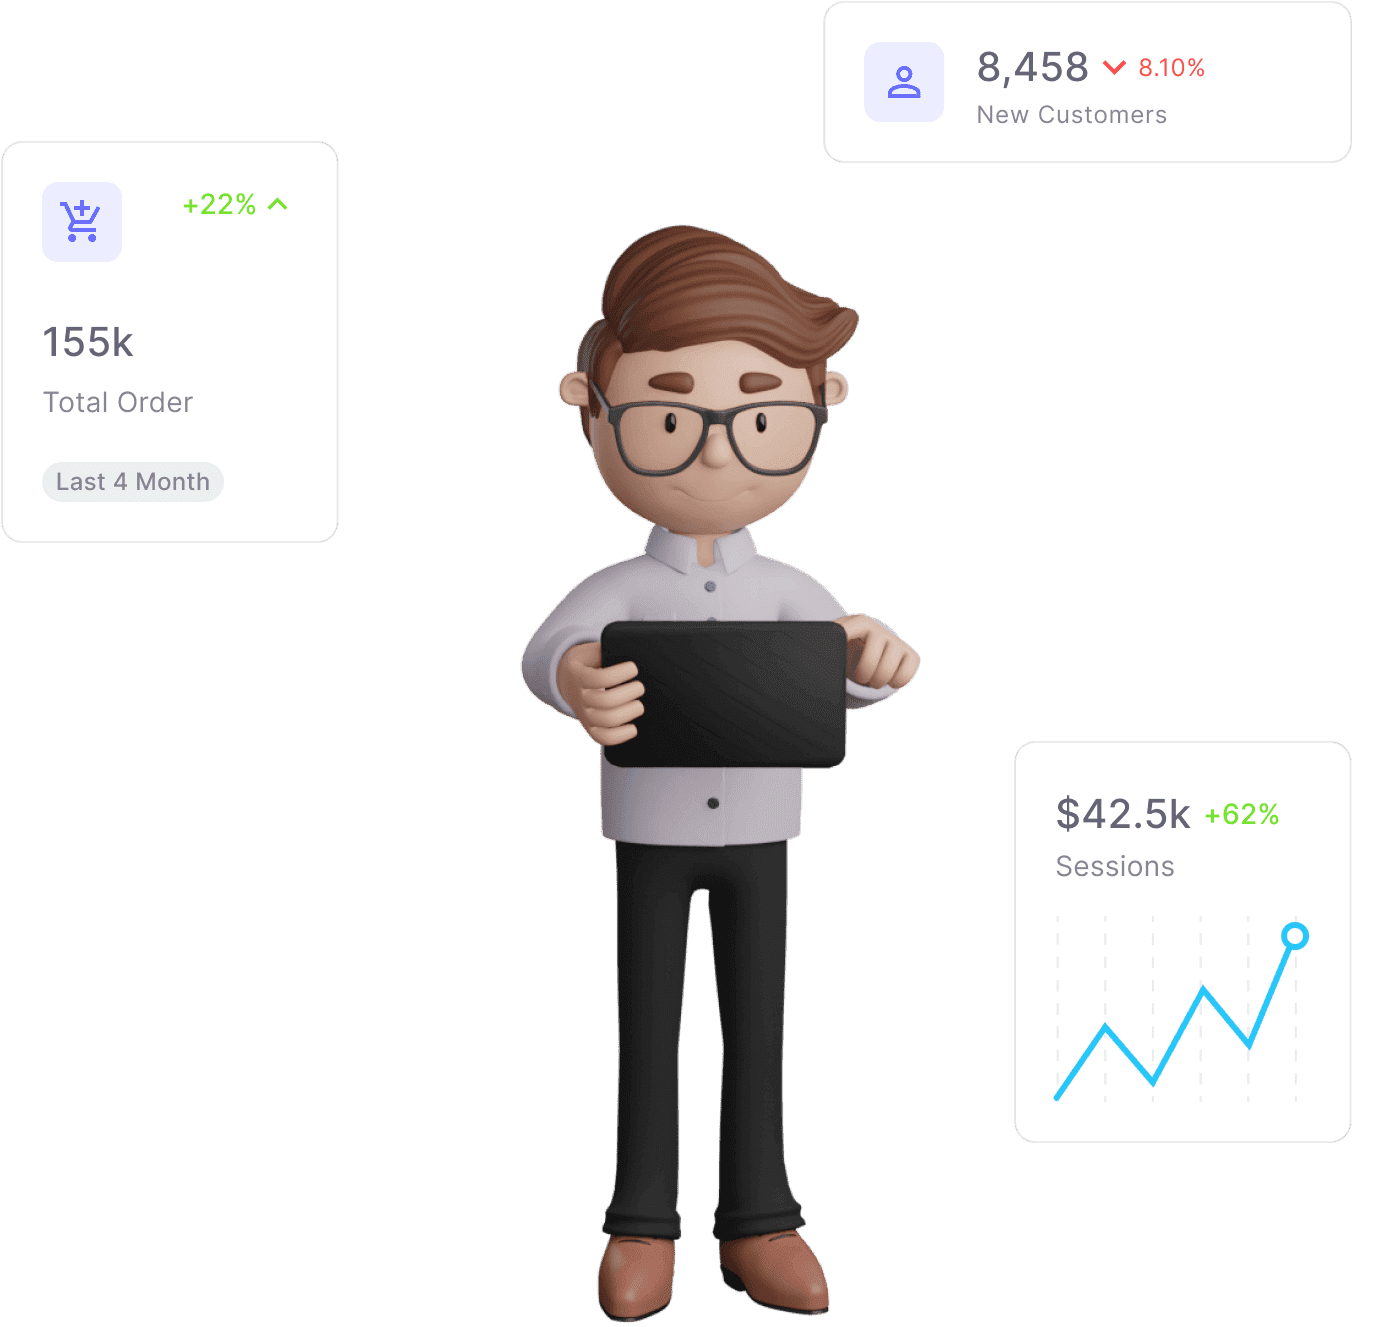 8,458 8.10%
New Customers
+22%
155k
Total Order
Last 4 Month
$42.5k +62%
Sessions